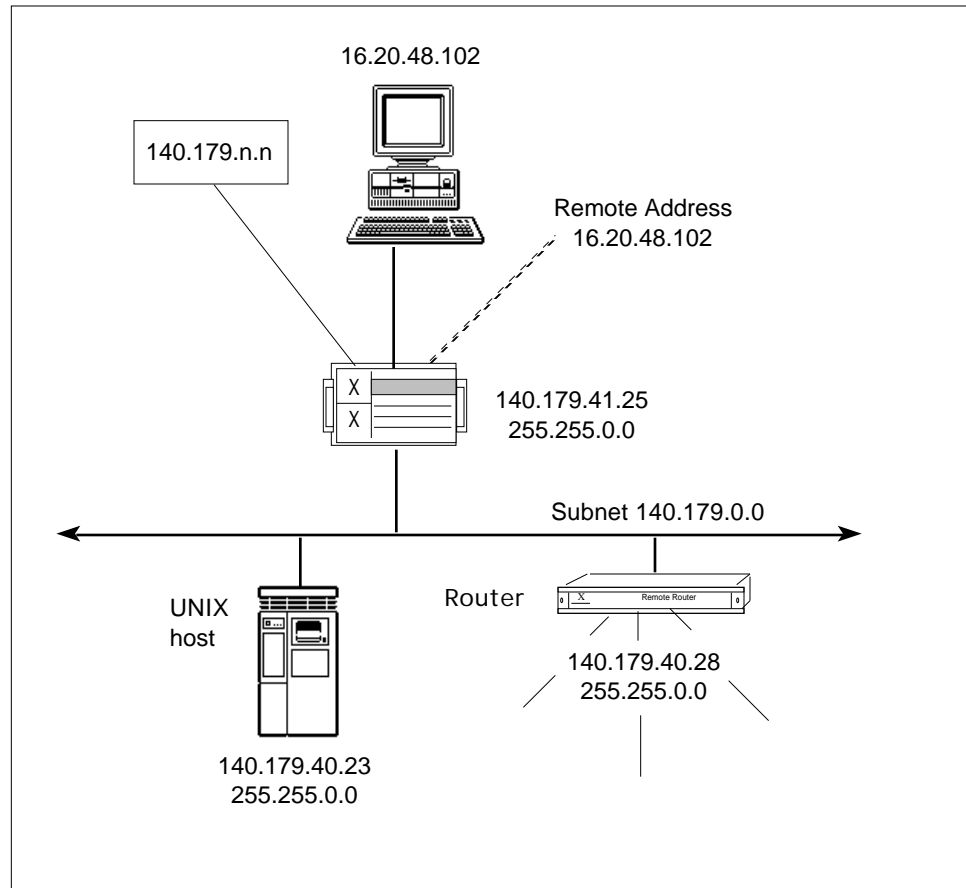 16.20.48.102
140.179.n.n
Remote Address
16.20.48.102
X
X
140.179.41.25
255.255.0.0
Subnet 140.179.0.0
UNIX
host
Router
X Remote Router
140.179.40.28
255.255.0.0
140.179.40.23
255.255.0.0